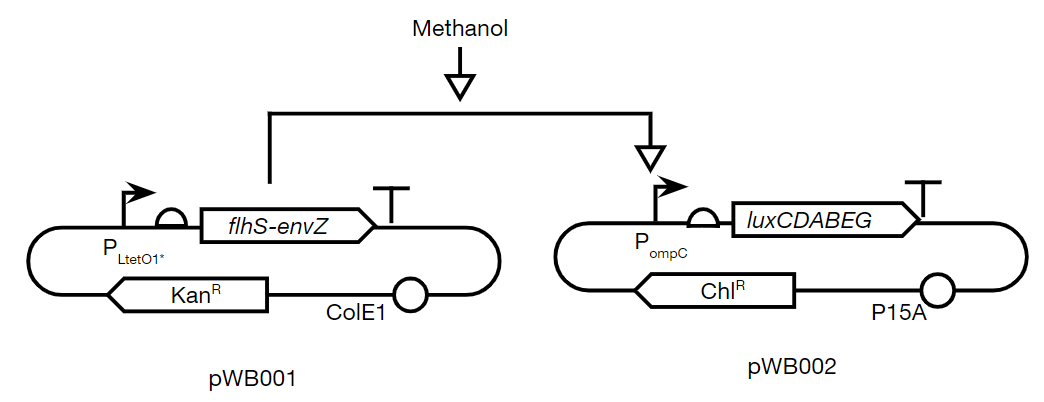 Methanol
flhS-envZ
luxCDABEG
PLtetO1*
PompC
KanR
ChlR
ColE1
P15A
pWB001
pWB002